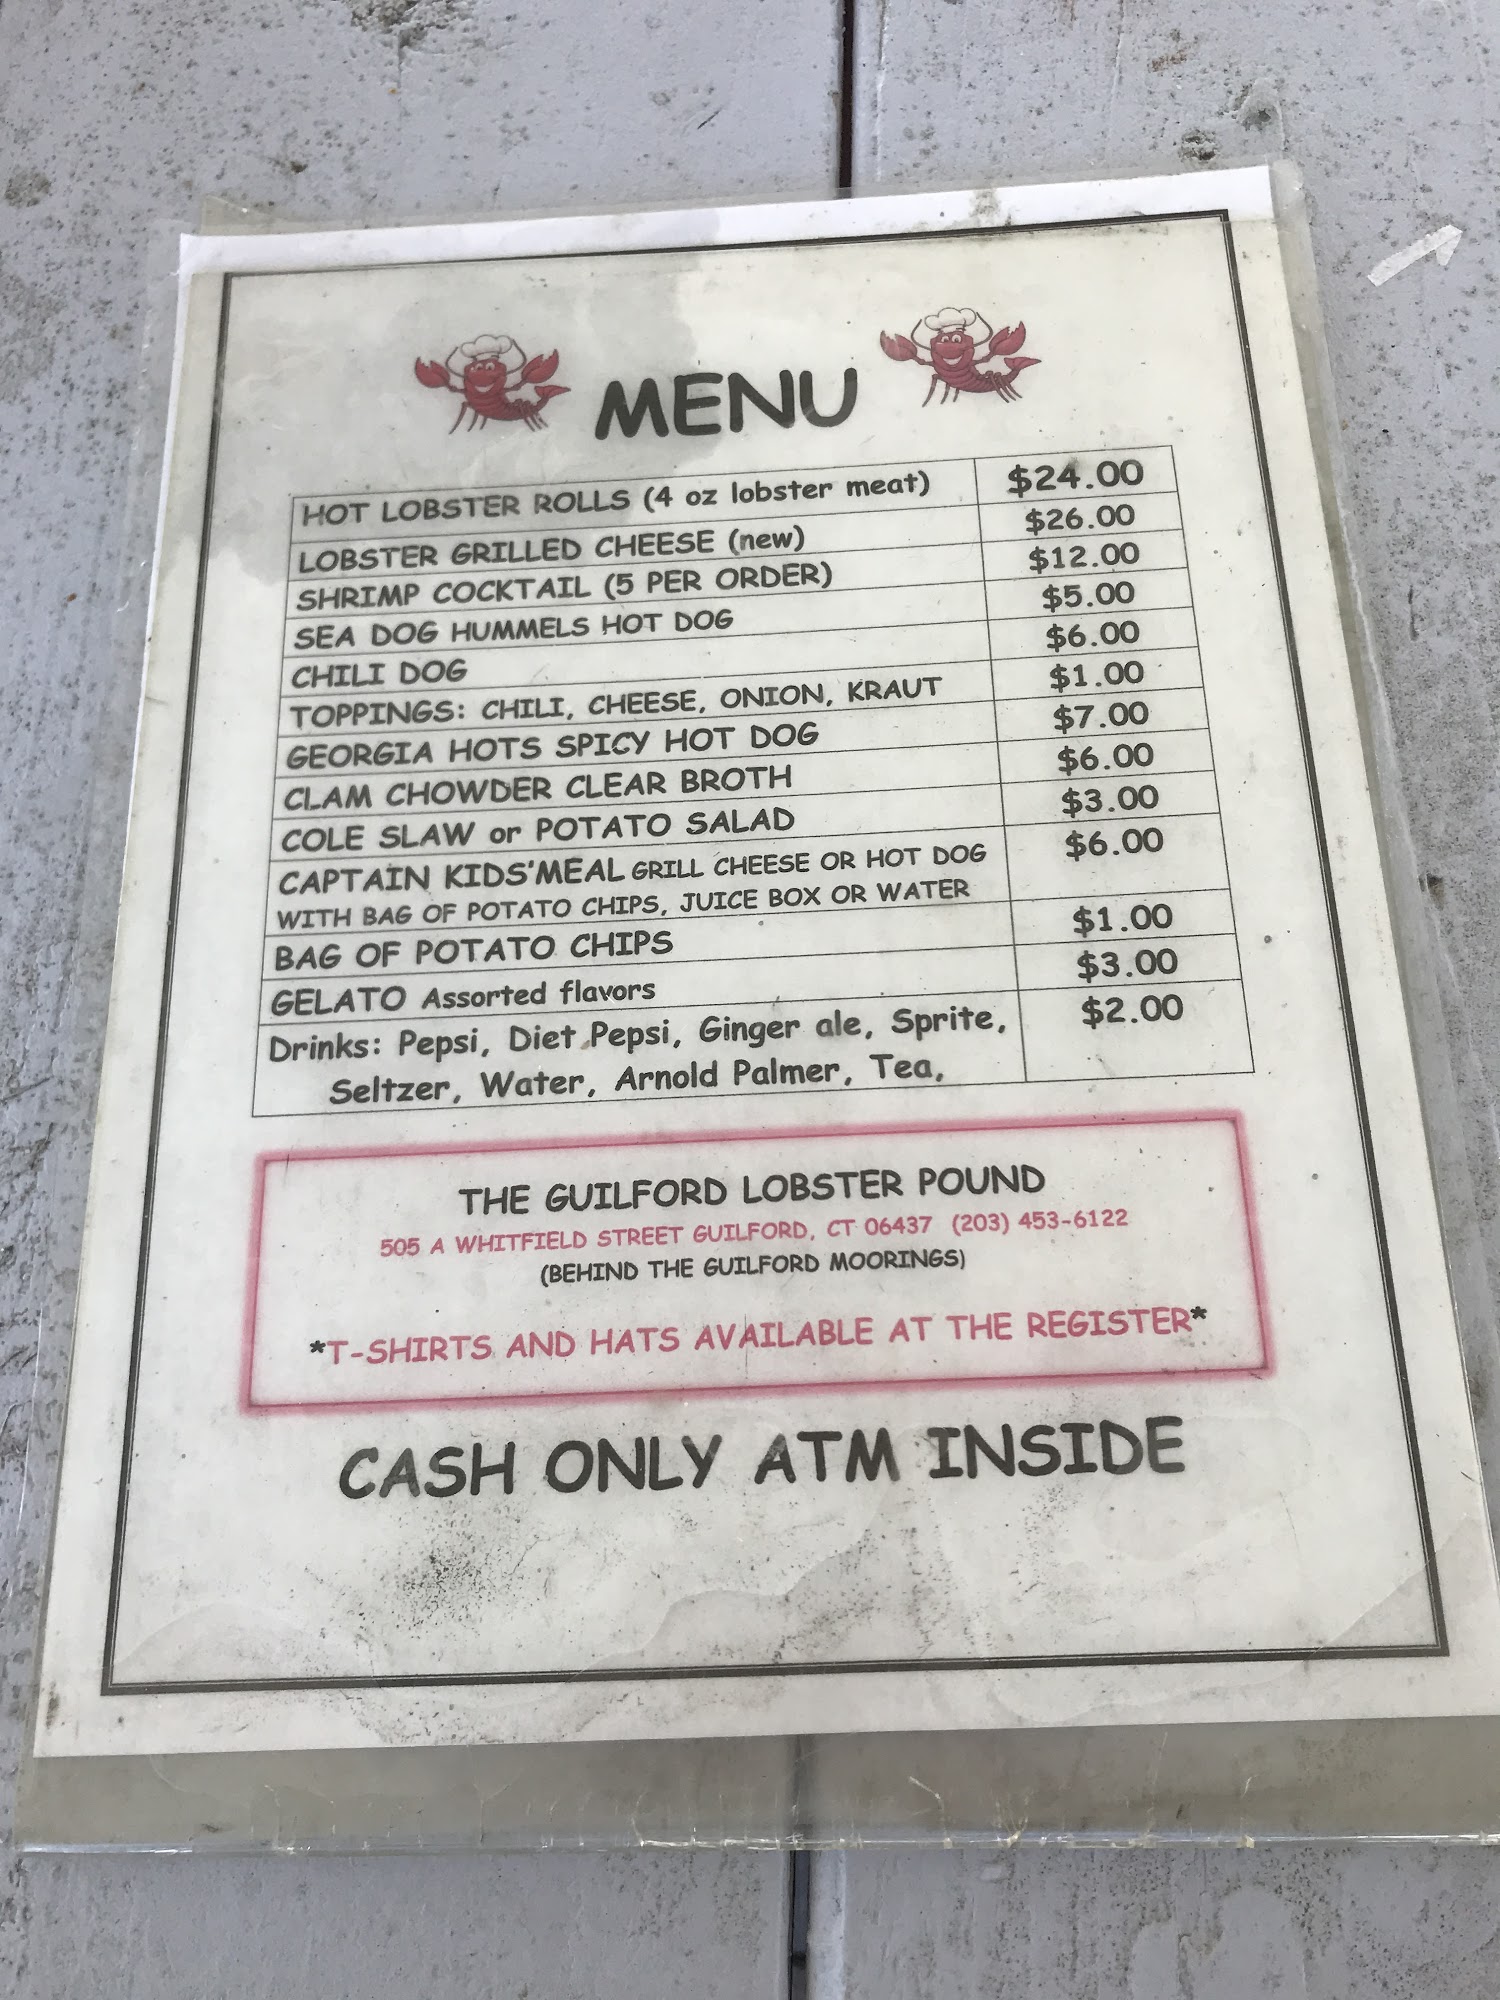 MENU
HOT LOBSTER ROLLS (4 oz lobster meat) $24.00
LOBSTER GRILLED CHEESE (new) $26.00
SHRIMP COCKTAIL (5 PER ORDER) $12.00
SEA DOG HUMMELS HOT DOG $5.00
CHILI DOG $6.00
TOPPINGS: CHILI, CHEESE, ONION, KRAUT $1.00
GEORGIA HOTS SPICY HOT DOG $7.00
CLAM CHOWDER CLEAR BROTH $6.00
COLE SLAW or POTATO SALAD $3.00
CAPTAIN KIDS'MEAL GRILL CHEESE OR HOT DOG $6.00
WITH BAG OF POTATO CHIPS, JUICE BOX OR WATER
BAG OF POTATO CHIPS $1.00
GELATO Assorted flavors $3.00
Drinks: Pepsi, Diet Pepsi, Ginger ale, Sprite, $2.00
Seltzer, Water, Arnold Palmer, Tea,
THE GUILFORD LOBSTER POUND
505 A WHITFIELD STREET GUILFORD, CT 06437 (203) 453-6122
(BEHIND THE GUILFORD MOORINGS)
*T-SHIRTS AND HATS AVAILABLE AT THE REGISTER*
CASH ONLY ATM INSIDE